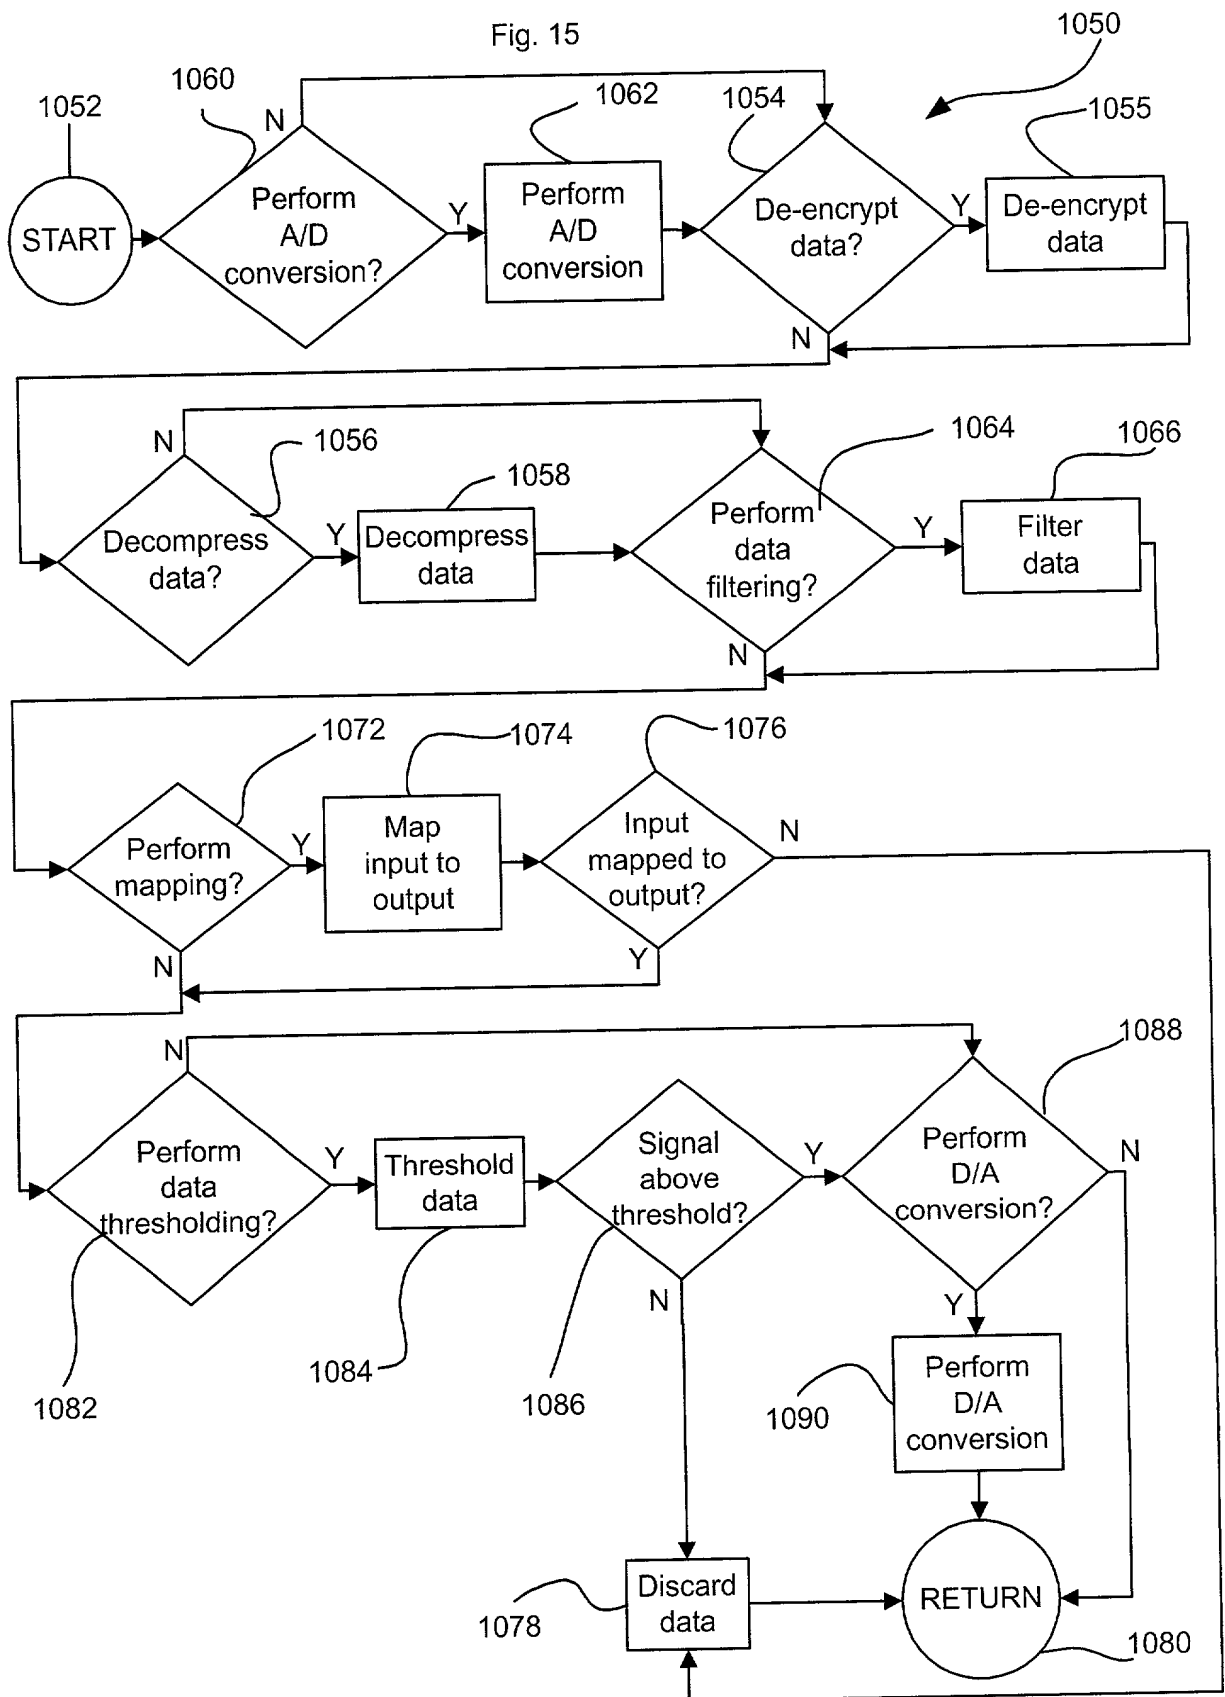 Fig. 15
1050
1060
1062
1054
1055
1052
N
START
Perform
A/D
conversion?
Y
Perform
A/D
conversion
De-encrypt
data?
Y
De-encrypt
data
N
N
1056
1058
1064
1066
Decompress
data?
Y
Decompress
data
Perform
data
filtering?
Y
Filter
data
N
1072
1074
1076
Perform
mapping?
Y
Map
input to
output
Input
mapped to
output?
N
N
Y
N
1088
Perform
data
thresholding?
Y
Threshold
data
Signal
above
threshold?
Y
Perform
D/A
conversion?
N
N
Y
1082
1084
1086
1090
Perform
D/A
conversion
Discard
data
RETURN
1078
1080